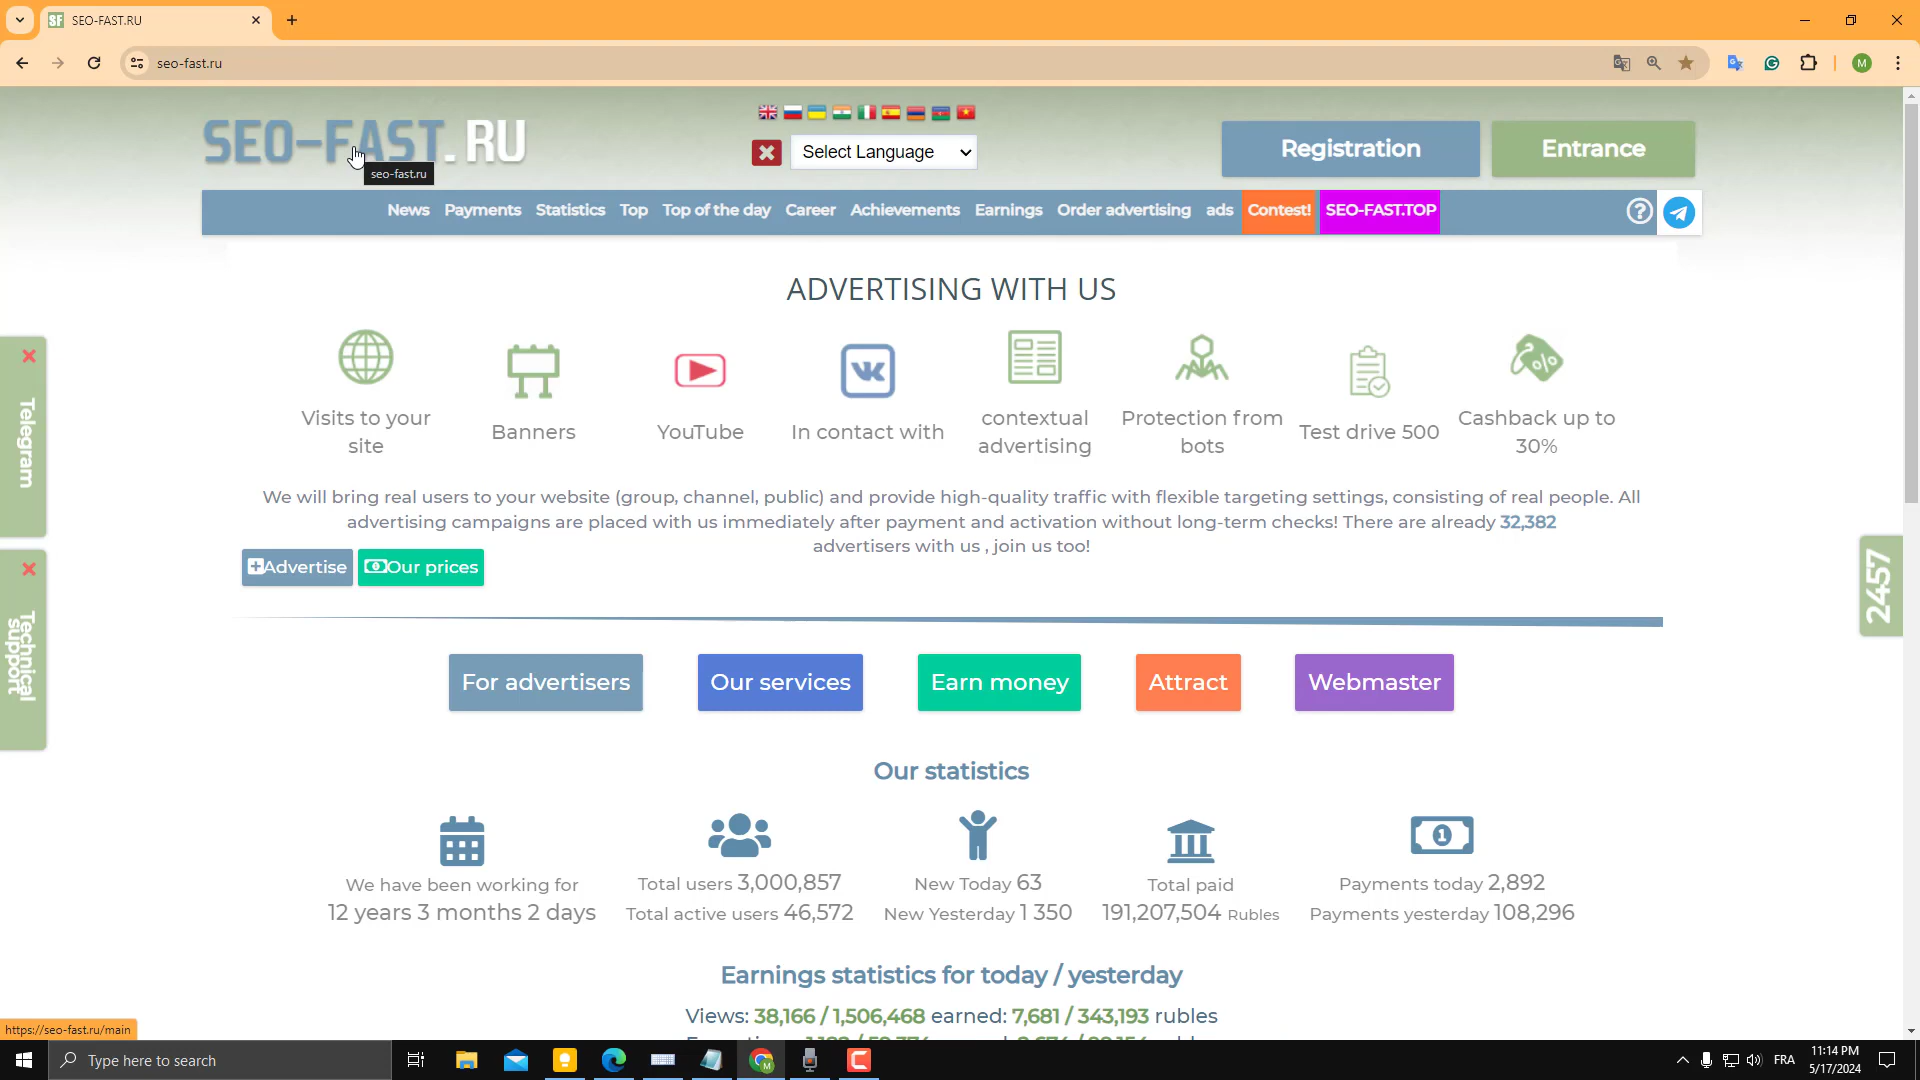 SEO-FAST.RU
seo-fast.ru
SEO-FAST.RU
seo-fast.ru
Select Language
Registration
Entrance
News Payments Statistics Top Top of the day Career Achievements Earnings Order advertising ads Contest! SEO-FAST.TOP
ADVERTISING WITH US
Visits to your
site
Banners
YouTube
In contact with
contextual
advertising
Protection from
bots
Test drive 500
Cashback up to
30%
We will bring real users to your website (group, channel, public) and provide high-quality traffic with flexible targeting settings, consisting of real people. All
advertising campaigns are placed with us immediately after payment and activation without long-term checks! There are already 32,382
advertisers with us , join us too!
Advertise
Our prices
Telegram
Technical
support
2457
For advertisers
Our services
Earn money
Attract
Webmaster
Our statistics
We have been working for
12 years 3 months 2 days
Total users 3,000,857
Total active users 46,572
New Today 63
New Yesterday 1 350
Total paid
191,207,504 Rubles
Payments today 2,892
Payments yesterday 108,296
Earnings statistics for today / yesterday
Views: 38,166 / 1,506,468 earned: 7,681 / 343,193 rubles
https://seo-fast.ru/main
Type here to search
FRA
11:14 PM
5/17/2024